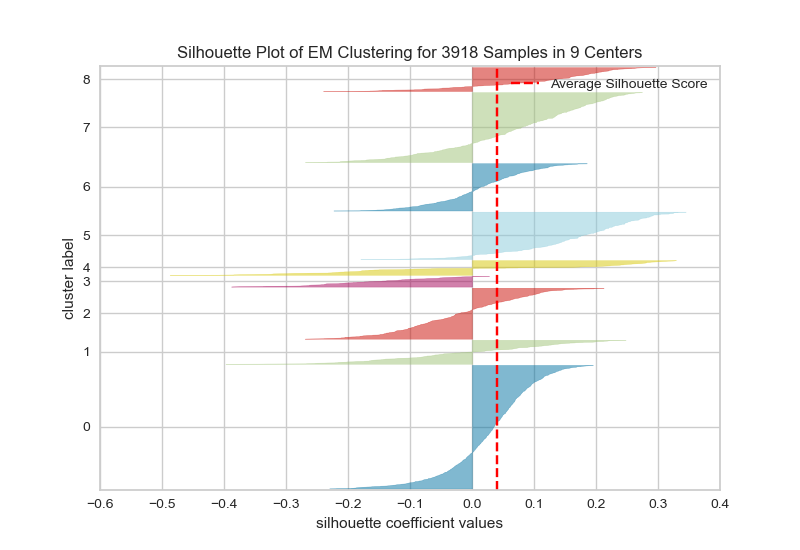 Silhouette Plot of EM Clustering for 3918 Samples in 9 Centers
Average Silhouette Score
cluster label
8
7
6
5
4
3
2
1
0
−0.6 −0.5 −0.4 −0.3 −0.2 −0.1 0.0 0.1 0.2 0.3 0.4
silhouette coefficient values